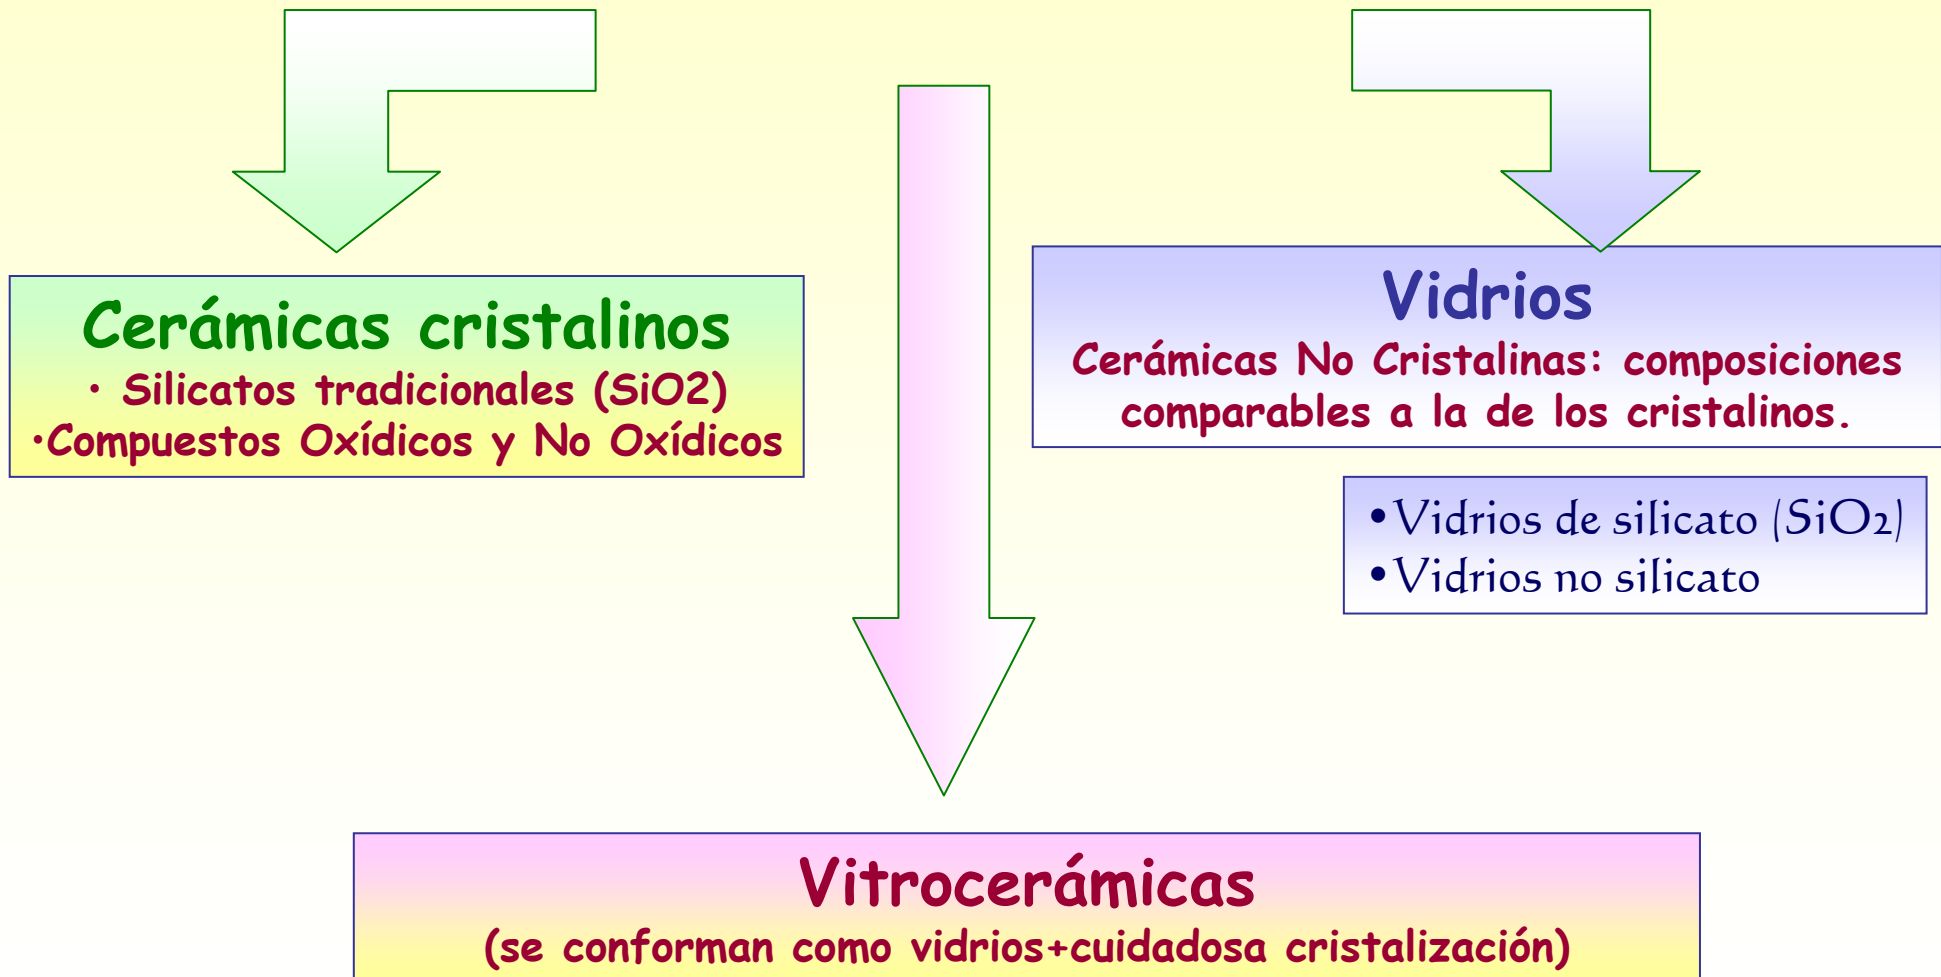 Cerámicas cristalinos
• Silicatos tradicionales (SiO2)
•Compuestos Oxídicos y No Oxídicos
Vidrios
Cerámicas No Cristalinas: composiciones
comparables a la de los cristalinos.
•Vidrios de silicato (SiO2)
•Vidrios no silicato
Vitrocerámicas
(se conforman como vidrios+cuidadosa cristalización)